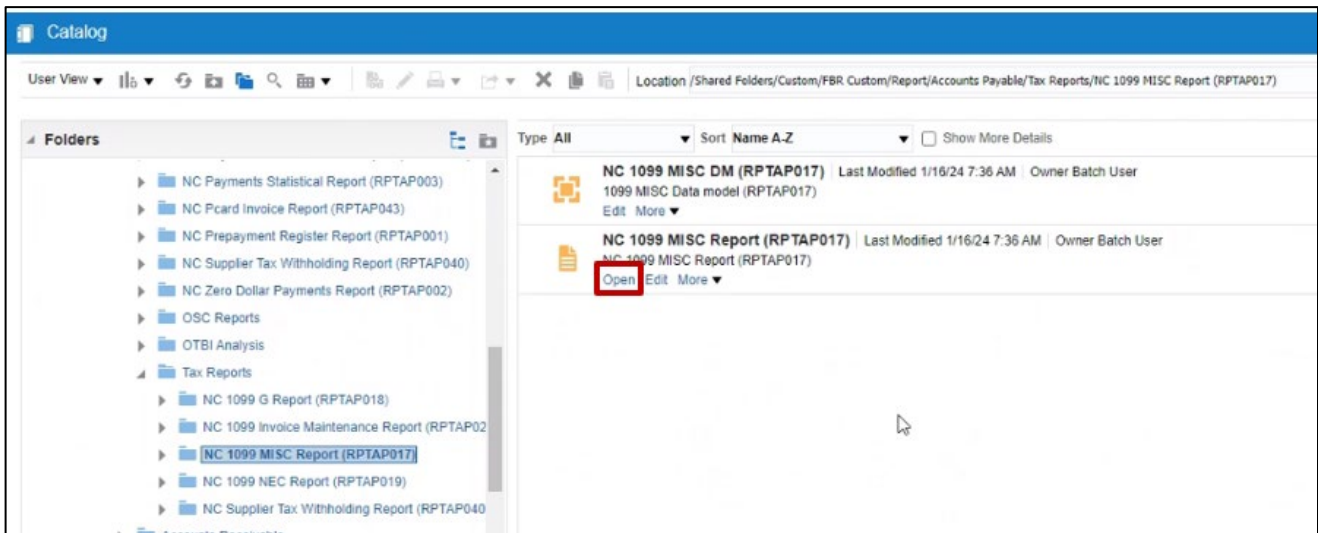 Catalog
User View Location /Shared Folders/Custom/FBR Custom/Report/Accounts Payable/Tax Reports/NC 1099 MISC Report (RPTAP017)
Folders
Type All Sort Name A-Z Show More Details
NC Payments Statistical Report (RPTAP003)
NC Pcard Invoice Report (RPTAP043)
NC Prepayment Register Report (RPTAP001)
NC Supplier Tax Withholding Report (RPTAP040)
NC Zero Dollar Payments Report (RPTAP002)
OSC Reports
OTBI Analysis
Tax Reports
NC 1099 G Report (RPTAP018)
NC 1099 Invoice Maintenance Report (RPTAP02
NC 1099 MISC Report (RPTAP017)
NC 1099 NEC Report (RPTAP019)
NC Supplier Tax Withholding Report (RPTAP040
NC 1099 MISC DM (RPTAP017) Last Modified 1/16/24 7:36 AM Owner Batch User
1099 MISC Data model (RPTAP017)
Edit More
NC 1099 MISC Report (RPTAP017) Last Modified 1/16/24 7:36 AM Owner Batch User
NC 1099 MISC Report (RPTAP017)
Open Edit More